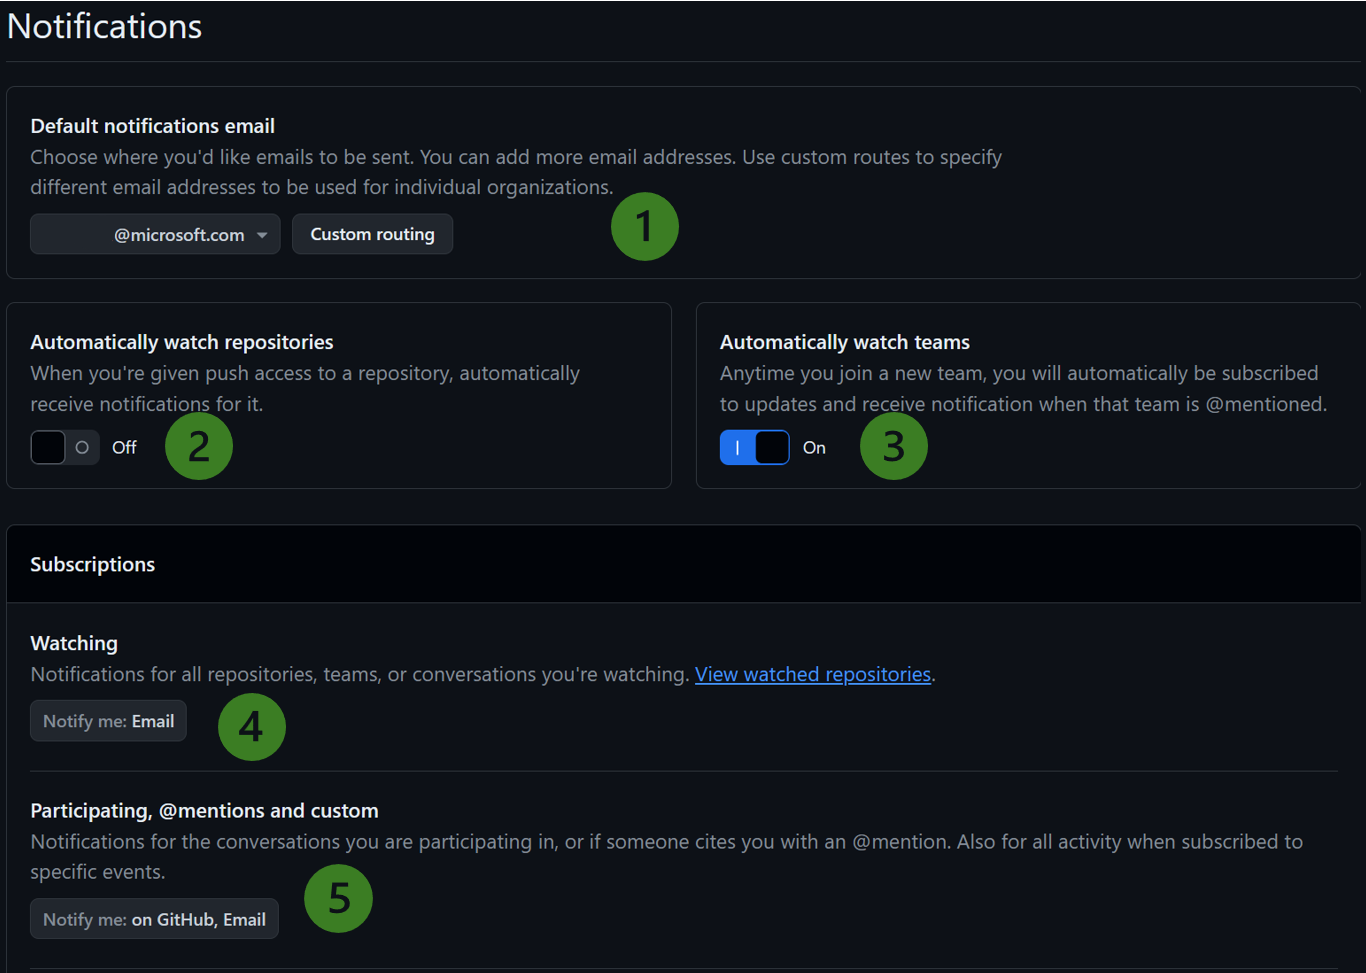 Notifications
Default notifications email
Choose where you'd like emails to be sent. You can add more email addresses. Use custom routes to specify
different email addresses to be used for individual organizations.
@microsoft.com
Custom routing
1
Automatically watch repositories
When you're given push access to a repository, automatically
receive notifications for it.
Off
2
Automatically watch teams
Anytime you join a new team, you will automatically be subscribed
to updates and receive notification when that team is @mentioned.
On
3
Subscriptions
Watching
Notifications for all repositories, teams, or conversations you're watching. View watched repositories.
Notify me: Email
4
Participating, @mentions and custom
Notifications for the conversations you are participating in, or if someone cites you with an @mention. Also for all activity when subscribed to
specific events.
Notify me: on GitHub, Email
5